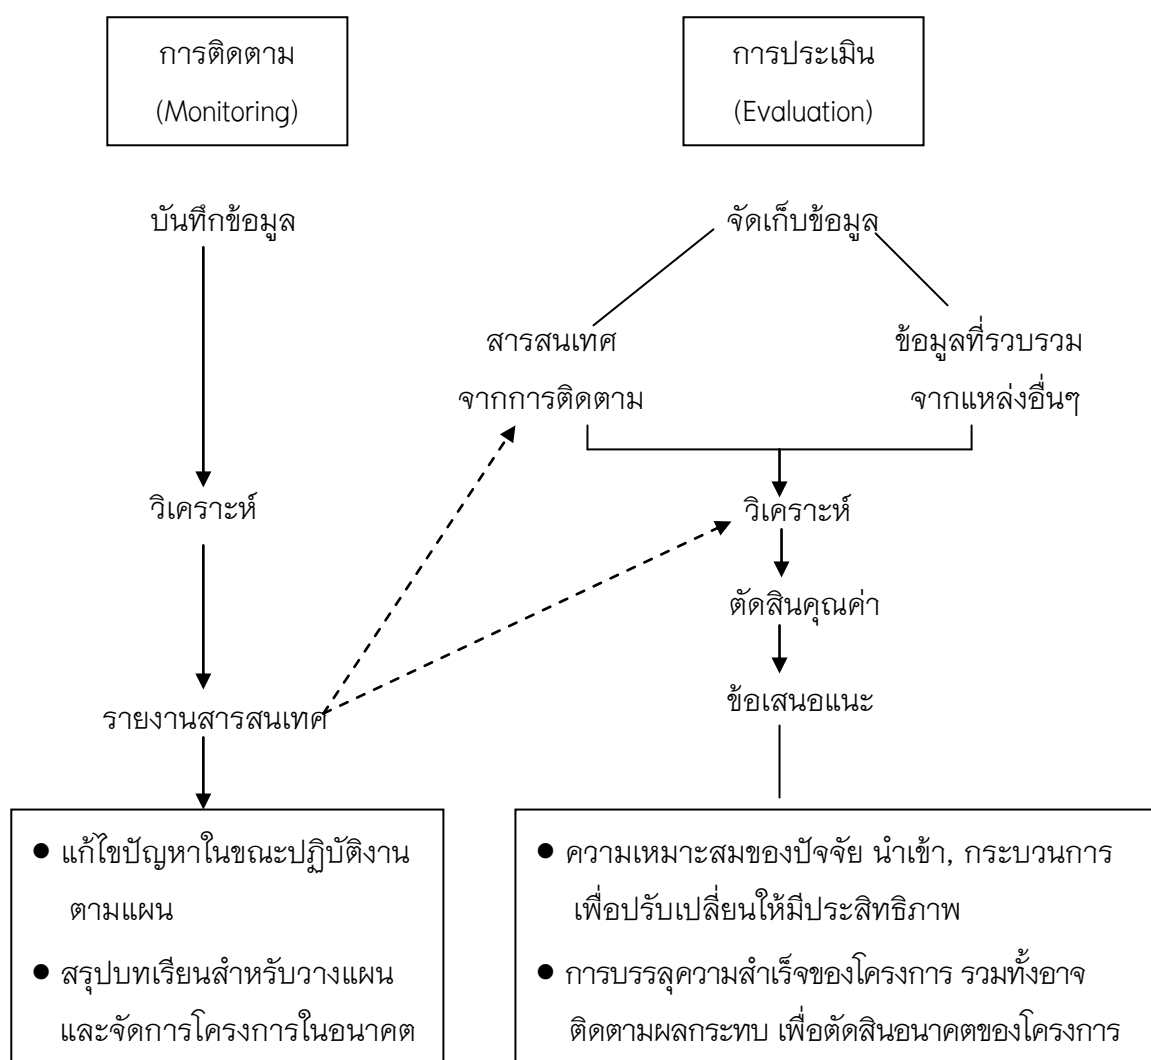 การติดตาม
(Monitoring)
การประเมิน
(Evaluation)
บันทึกข้อมูล
จัดเก็บข้อมูล
สารสนเทศ
จากการติดตาม
ข้อมูลที่รวบรวม
จากแหล่งอื่นๆ
วิเคราะห์
วิเคราะห์
ตัดสินคุณค่า
ข้อเสนอแนะ
รายงานสารสนเทศ
● แก้ไขปัญหาในขณะปฏิบัติงาน
ตามแผน
● สรุปบทเรียนสำหรับวางแผน
และจัดการโครงการในอนาคต
● ความเหมาะสมของปัจจัย นำเข้า, กระบวนการ
เพื่อปรับเปลี่ยนให้มีประสิทธิภาพ
● การบรรลุความสำเร็จของโครงการ รวมทั้งอาจ
ติดตามผลกระทบ เพื่อตัดสินอนาคตของโครงการ